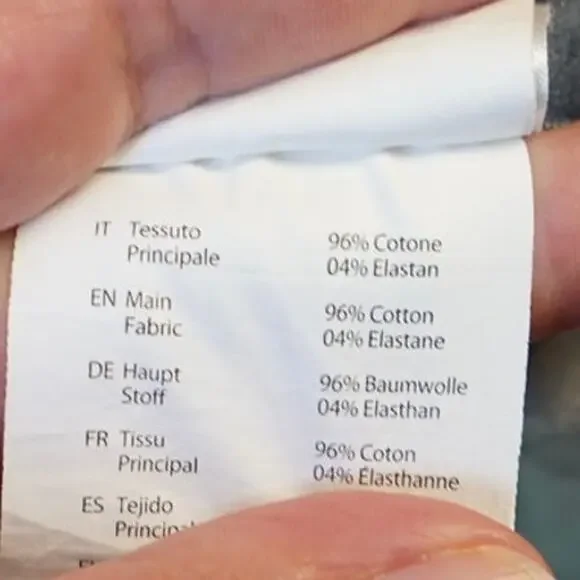 IT Tessuto 96% Cotone
Principale 04% Elastan
EN Main 96% Cotton
Fabric 04% Elastane
DE Haupt 96% Baumwolle
Stoff 04% Elasthan
FR Tissu 96% Coton
Principal 04% Élasthanne
ES Tejido